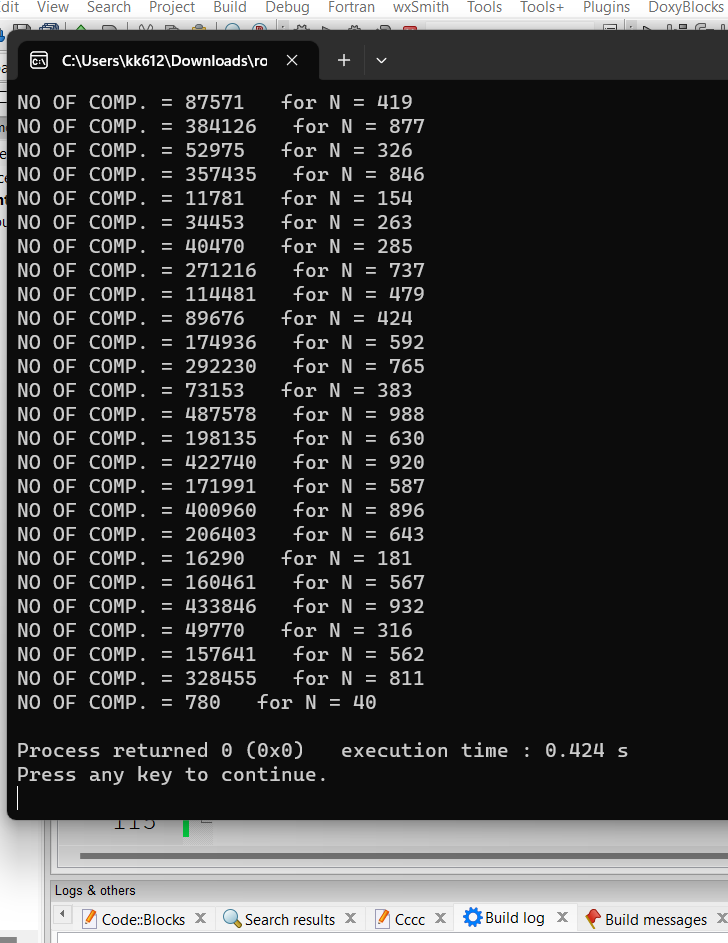 View Search Project Build Debug Fortran wxSmith Tools Tools+ Plugins DoxyBlocks
C:\Users\kk612\Downloads\ro
NO OF COMP. = 87571   for N = 419
NO OF COMP. = 384126   for N = 877
NO OF COMP. = 52975   for N = 326
NO OF COMP. = 357435   for N = 846
NO OF COMP. = 11781   for N = 154
NO OF COMP. = 34453   for N = 263
NO OF COMP. = 40470   for N = 285
NO OF COMP. = 271216   for N = 737
NO OF COMP. = 114481   for N = 479
NO OF COMP. = 89676   for N = 424
NO OF COMP. = 174936   for N = 592
NO OF COMP. = 292230   for N = 765
NO OF COMP. = 73153   for N = 383
NO OF COMP. = 487578   for N = 988
NO OF COMP. = 198135   for N = 630
NO OF COMP. = 422740   for N = 920
NO OF COMP. = 171991   for N = 587
NO OF COMP. = 400960   for N = 896
NO OF COMP. = 206403   for N = 643
NO OF COMP. = 16290   for N = 181
NO OF COMP. = 160461   for N = 567
NO OF COMP. = 433846   for N = 932
NO OF COMP. = 49770   for N = 316
NO OF COMP. = 157641   for N = 562
NO OF COMP. = 328455   for N = 811
NO OF COMP. = 780   for N = 40
Process returned 0 (0x0)   execution time : 0.424 s
Press any key to continue.
Logs & others
Code::Blocks Search results Cccc Build log Build messages